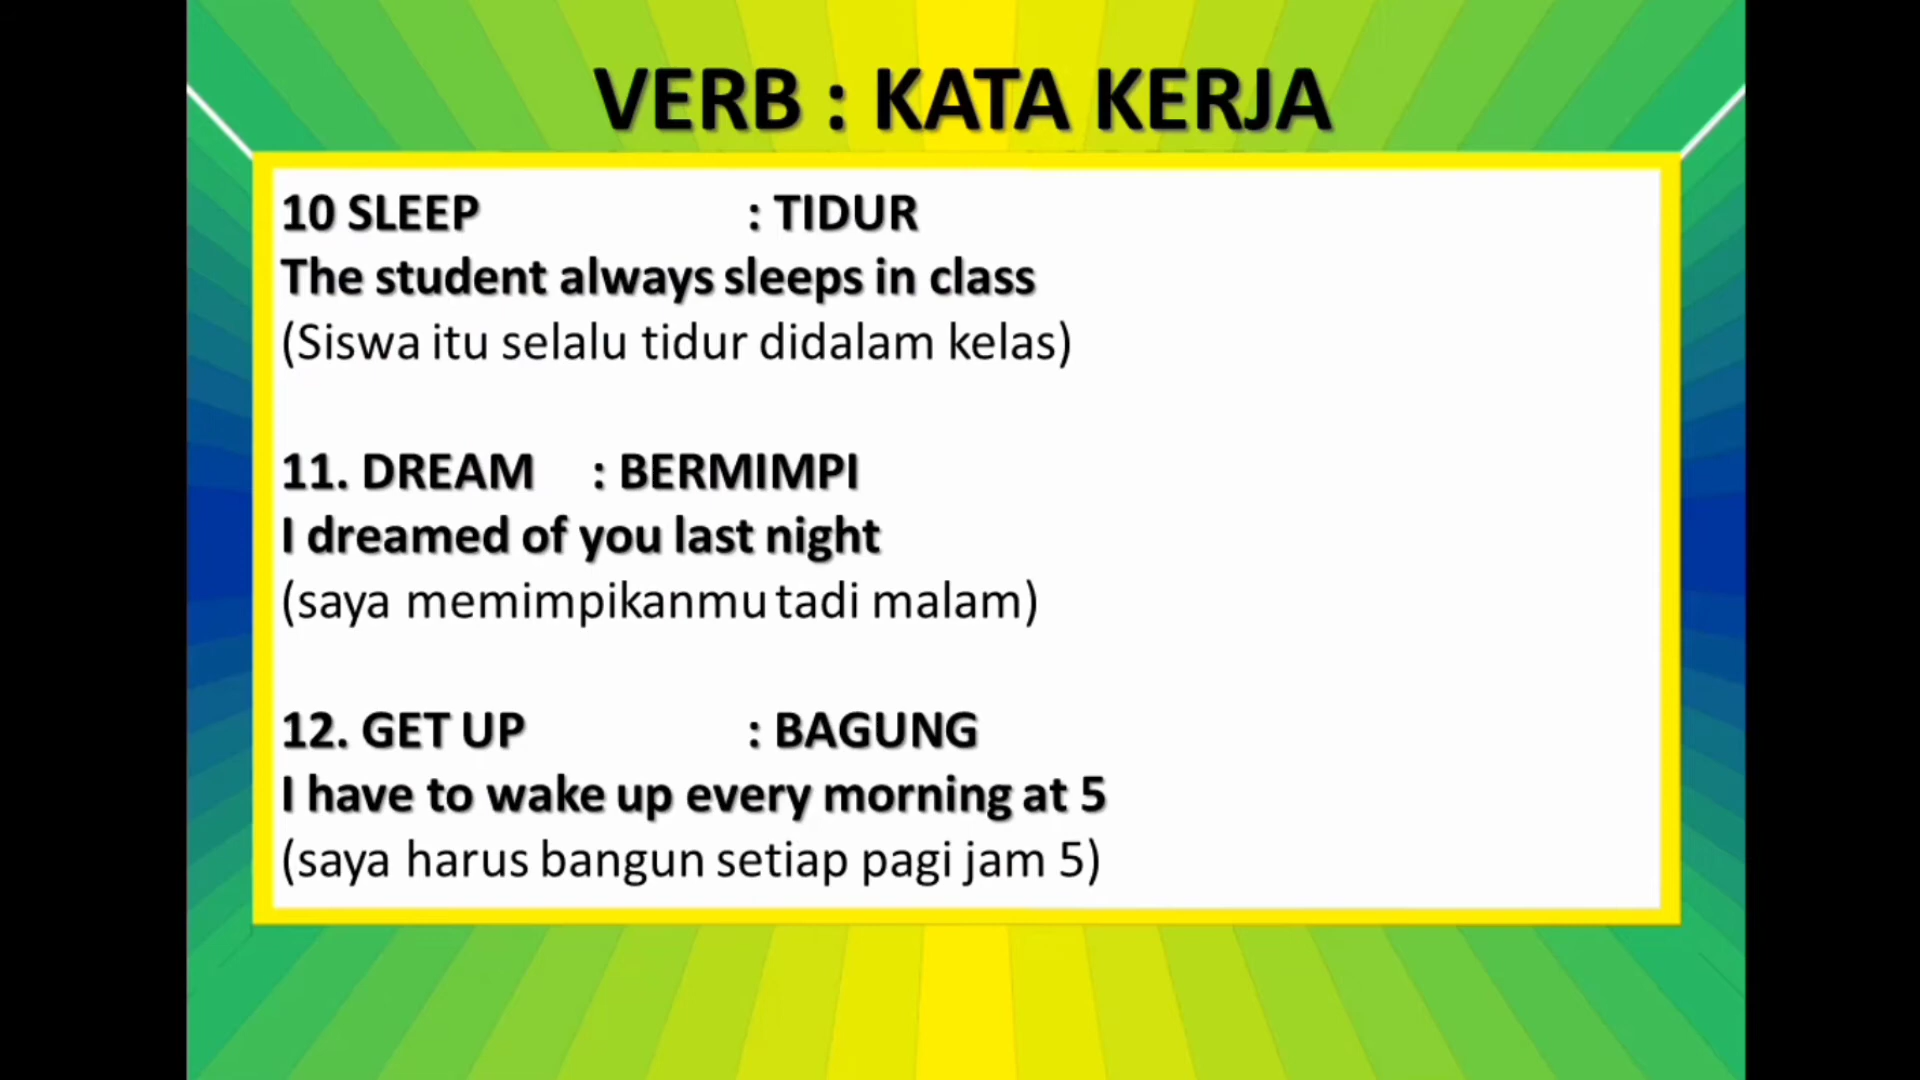 VERB : KATA KERJA
10 SLEEP : TIDUR
The student always sleeps in class
(Siswa itu selalu tidur didalam kelas)
11. DREAM : BERMIMPI
I dreamed of you last night
(saya memimpikanmu tadi malam)
12. GET UP : BAGUNG
I have to wake up every morning at 5
(saya harus bangun setiap pagi jam 5)